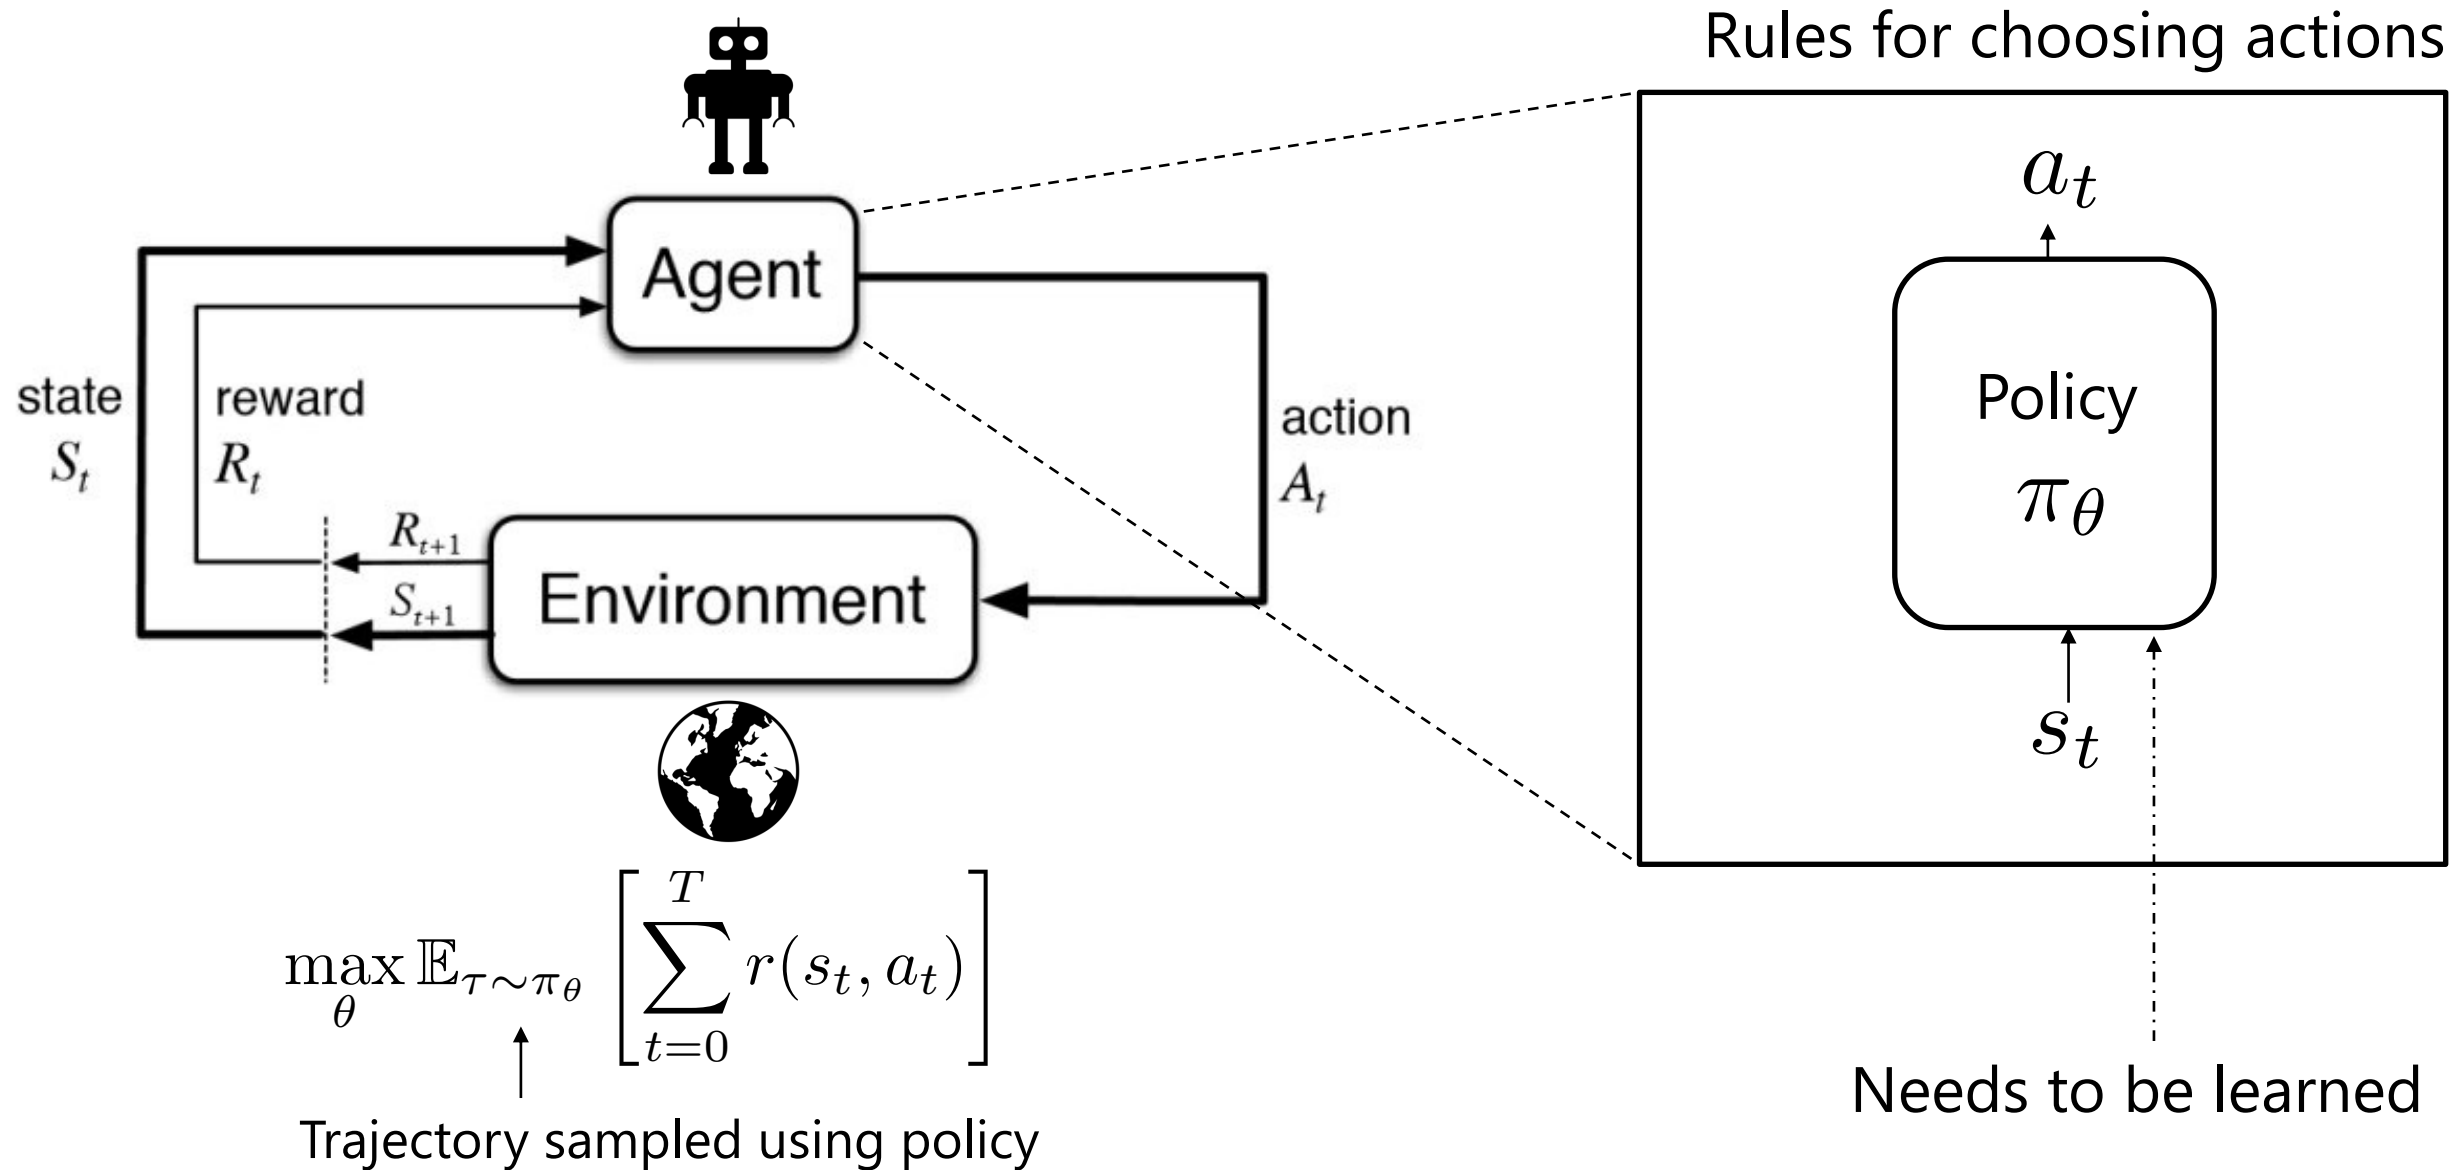 Rules for choosing actions
Agent
state
S_t
reward
R_t
action
A_t
R_{t+1}
S_{t+1}
Environment
a_t
Policy
π_θ
s_t
max_θ 𝔼_{τ∼π_θ} [∑_{t=0}^{T} r(s_t, a_t)]
Trajectory sampled using policy
Needs to be learned